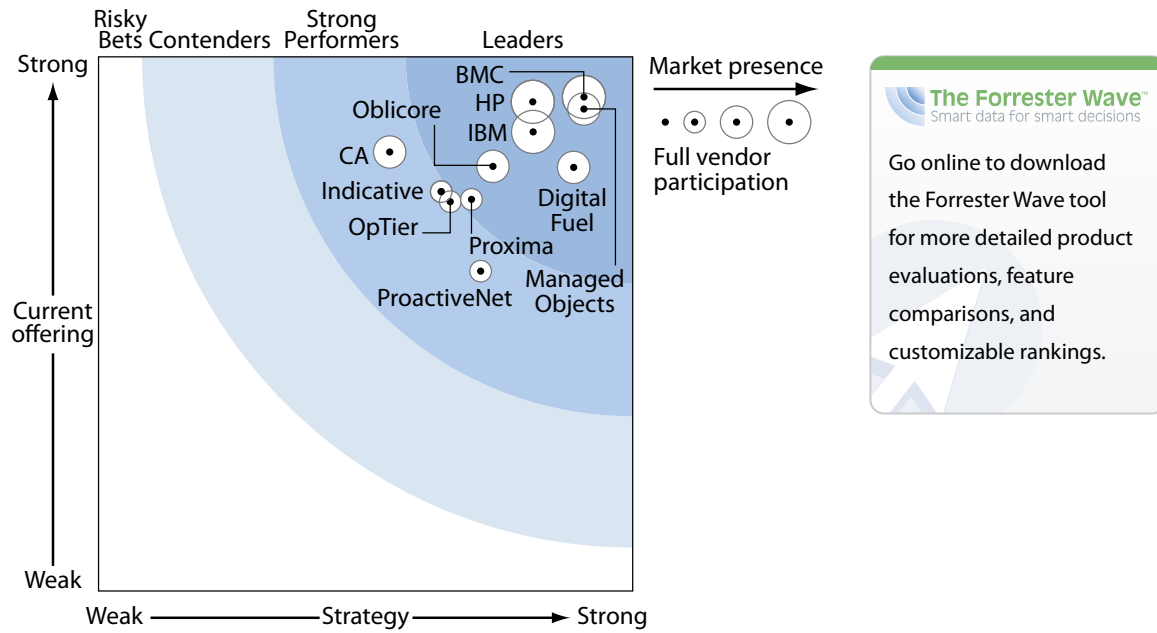 Risky
Bets
Contenders
Strong
Performers
Leaders
Strong
Current
offering
Weak
BMC
HP
IBM
Oblicore
CA
Indicative
OpTier
Proxima
ProactiveNet
Digital
Fuel
Managed
Objects
Weak
Strategy
Strong
Market presence
Full vendor
participation
The Forrester Wave™
Smart data for smart decisions
Go online to download
the Forrester Wave tool
for more detailed product
evaluations, feature
comparisons, and
customizable rankings.